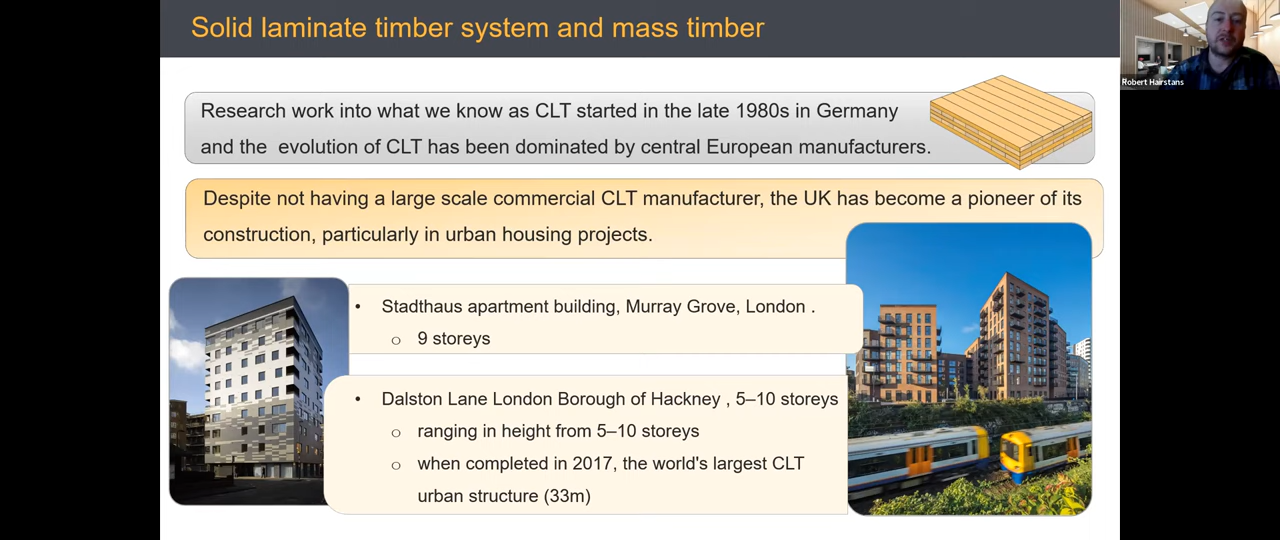 Solid laminate timber system and mass timber
Robert Hairstans
Research work into what we know as CLT started in the late 1980s in Germany
and the evolution of CLT has been dominated by central European manufacturers.
Despite not having a large scale commercial CLT manufacturer, the UK has become a pioneer of its
construction, particularly in urban housing projects.
• Stadthaus apartment building, Murray Grove, London .
o 9 storeys
• Dalston Lane London Borough of Hackney , 5–10 storeys
o ranging in height from 5–10 storeys
o when completed in 2017, the world's largest CLT
urban structure (33m)